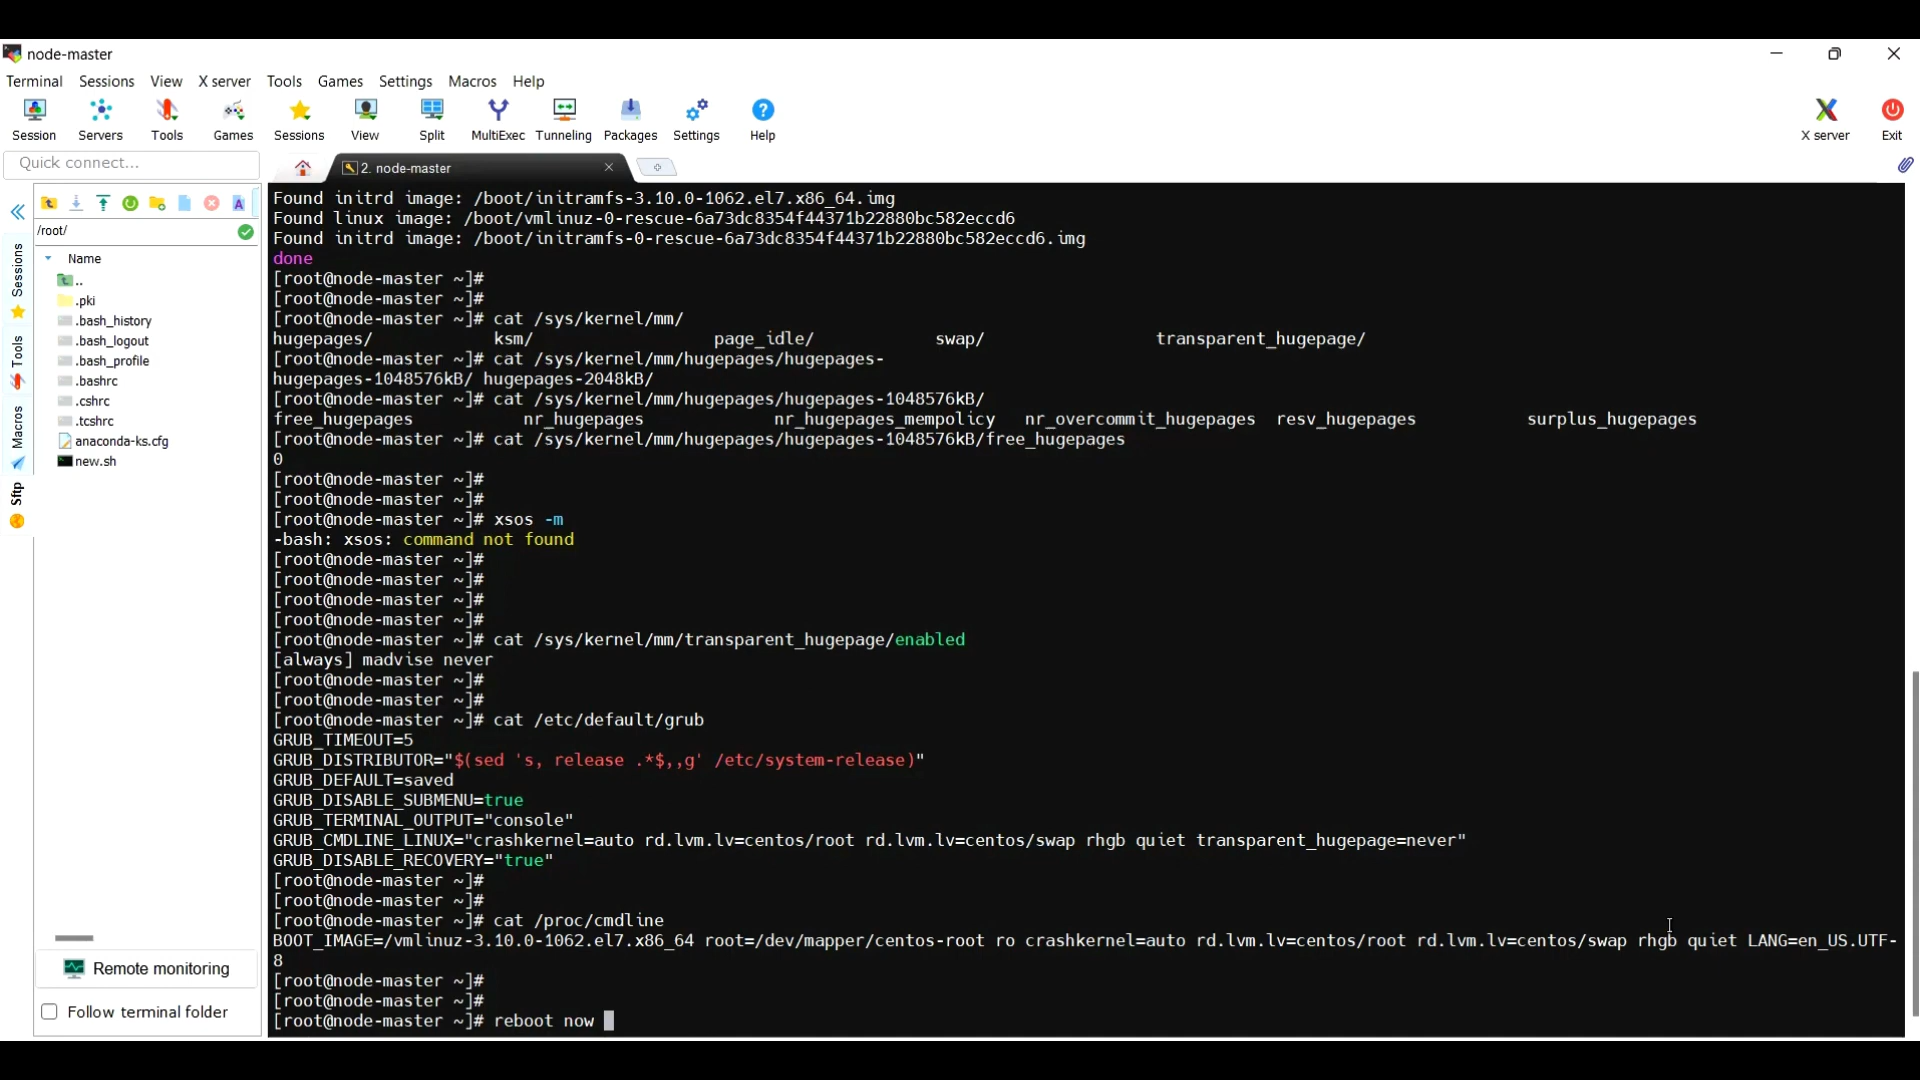 node-master
Terminal Sessions View X server Tools Games Settings Macros Help
Session Servers Tools Games Sessions View Split MultiExec Tunneling Packages Settings Help X server Exit
Quick connect...
2. node-master
/root/
Name
..
.pki
.bash_history
.bash_logout
.bash_profile
.bashrc
.cshrc
.tcshrc
anaconda-ks.cfg
new.sh
Sessions
Tools
Macros
Sftp
Remote monitoring
Follow terminal folder
Found initrd image: /boot/initramfs-3.10.0-1062.el7.x86_64.img
Found linux image: /boot/vmlinuz-0-rescue-6a73dc8354f44371b22880bc582eccd6
Found initrd image: /boot/initramfs-0-rescue-6a73dc8354f44371b22880bc582eccd6.img
done
[root@node-master ~]#
[root@node-master ~]#
[root@node-master ~]# cat /sys/kernel/mm/
hugepages/ ksm/ page_idle/ swap/ transparent_hugepage/
[root@node-master ~]# cat /sys/kernel/mm/hugepages/hugepages-
hugepages-1048576kB/ hugepages-2048kB/
[root@node-master ~]# cat /sys/kernel/mm/hugepages/hugepages-1048576kB/
free_hugepages nr_hugepages nr_hugepages_mempolicy nr_overcommit_hugepages resv_hugepages surplus_hugepages
[root@node-master ~]# cat /sys/kernel/mm/hugepages/hugepages-1048576kB/free_hugepages
0
[root@node-master ~]#
[root@node-master ~]#
[root@node-master ~]# xsos -m
-bash: xsos: command not found
[root@node-master ~]#
[root@node-master ~]#
[root@node-master ~]#
[root@node-master ~]#
[root@node-master ~]# cat /sys/kernel/mm/transparent_hugepage/enabled
[always] madvise never
[root@node-master ~]#
[root@node-master ~]#
[root@node-master ~]# cat /etc/default/grub
GRUB_TIMEOUT=5
GRUB_DISTRIBUTOR="$(sed 's, release .*$,,g' /etc/system-release)"
GRUB_DEFAULT=saved
GRUB_DISABLE_SUBMENU=true
GRUB_TERMINAL_OUTPUT="console"
GRUB_CMDLINE_LINUX="crashkernel=auto rd.lvm.lv=centos/root rd.lvm.lv=centos/swap rhgb quiet transparent_hugepage=never"
GRUB_DISABLE_RECOVERY="true"
[root@node-master ~]#
[root@node-master ~]#
[root@node-master ~]# cat /proc/cmdline
BOOT_IMAGE=/vmlinuz-3.10.0-1062.el7.x86_64 root=/dev/mapper/centos-root ro crashkernel=auto rd.lvm.lv=centos/root rd.lvm.lv=centos/swap rhgb quiet LANG=en_US.UTF-
8
[root@node-master ~]#
[root@node-master ~]#
[root@node-master ~]# reboot now